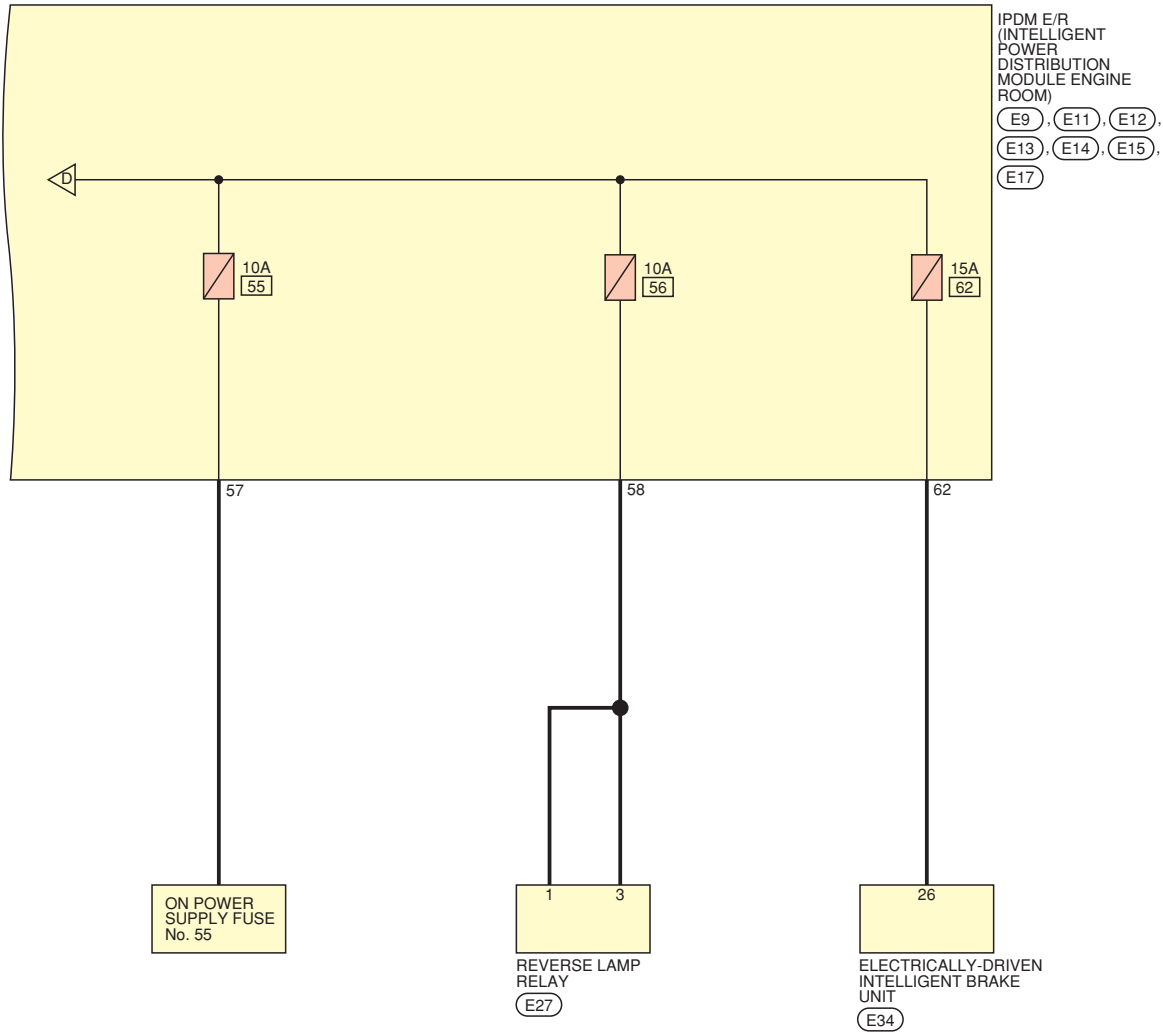 IPDM E/R
(INTELLIGENT
POWER
DISTRIBUTION
MODULE ENGINE
ROOM)
E9 , E11 , E12 ,
E13 , E14 , E15 ,
E17
D
10A
55
10A
56
15A
62
57
58
62
ON POWER
SUPPLY FUSE
No. 55
1
3
REVERSE LAMP
RELAY
E27
26
ELECTRICALLY-DRIVEN
INTELLIGENT BRAKE
UNIT
E34